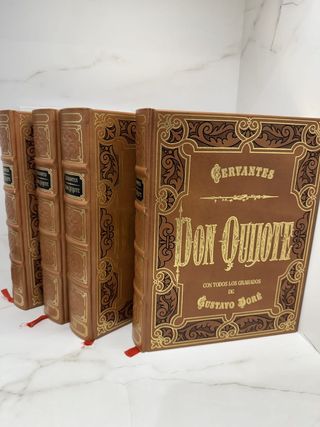 CERVANTES
DON QUIJOTE
CON TODOS LOS GRABADOS
DE
GUSTAVO DORÉ